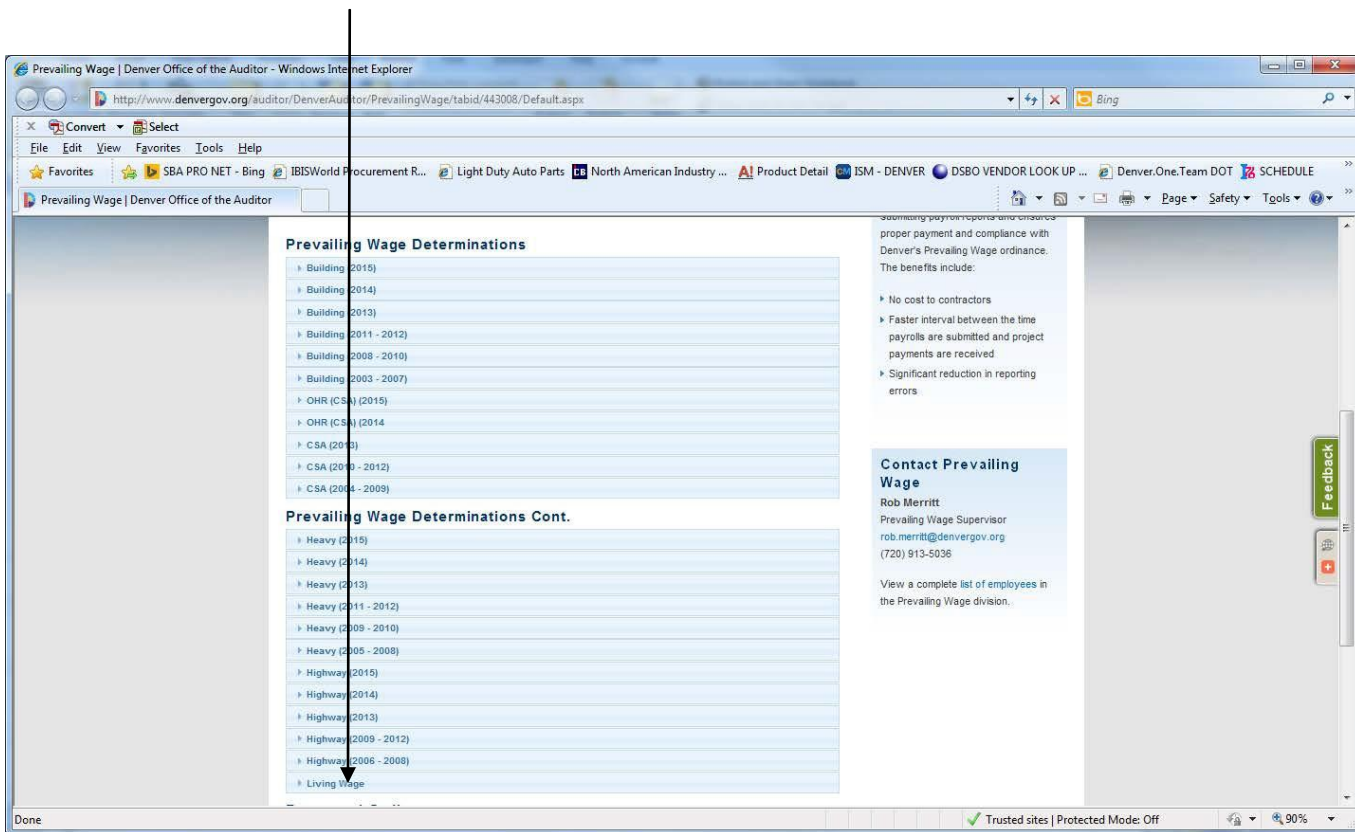 Prevailing Wage | Denver Office of the Auditor - Windows Internet Explorer
http://www.denvergov.org/auditor/DenverAuditor/PrevailingWage/tabid/443008/Default.aspx
Bing
X Convert Select
File Edit View Favorites Tools Help
Favorites SBA PRO NET - Bing IBISWorld Procurement R... Light Duty Auto Parts North American Industry ... Product Detail ISM - DENVER DSBO VENDOR LOOK UP ... Denver.One.Team DOT SCHEDULE
Prevailing Wage | Denver Office of the Auditor
Page Safety Tools
Prevailing Wage Determinations
Building (2015)
Building (2014)
Building (2013)
Building (2011 - 2012)
Building (2008 - 2010)
Building (2003 - 2007)
OHR (CSA) (2015)
OHR (CSA) (2014
CSA (2013)
CSA (2010 - 2012)
CSA (2004 - 2009)
Prevailing Wage Determinations Cont.
Heavy (2015)
Heavy (2014)
Heavy (2013)
Heavy (2011 - 2012)
Heavy (2009 - 2010)
Heavy (2005 - 2008)
Highway (2015)
Highway (2014)
Highway (2013)
Highway (2009 - 2012)
Highway (2006 - 2008)
Living Wage
submitting payroll reports and ensures
proper payment and compliance with
Denver's Prevailing Wage ordinance.
The benefits include:
No cost to contractors
Faster interval between the time
payrolls are submitted and project
payments are received
Significant reduction in reporting
errors
Contact Prevailing
Wage
Rob Merritt
Prevailing Wage Supervisor
rob.merritt@denvergov.org
(720) 913-5036
View a complete list of employees in
the Prevailing Wage division.
Feedback
Done
Trusted sites | Protected Mode: Off
90%